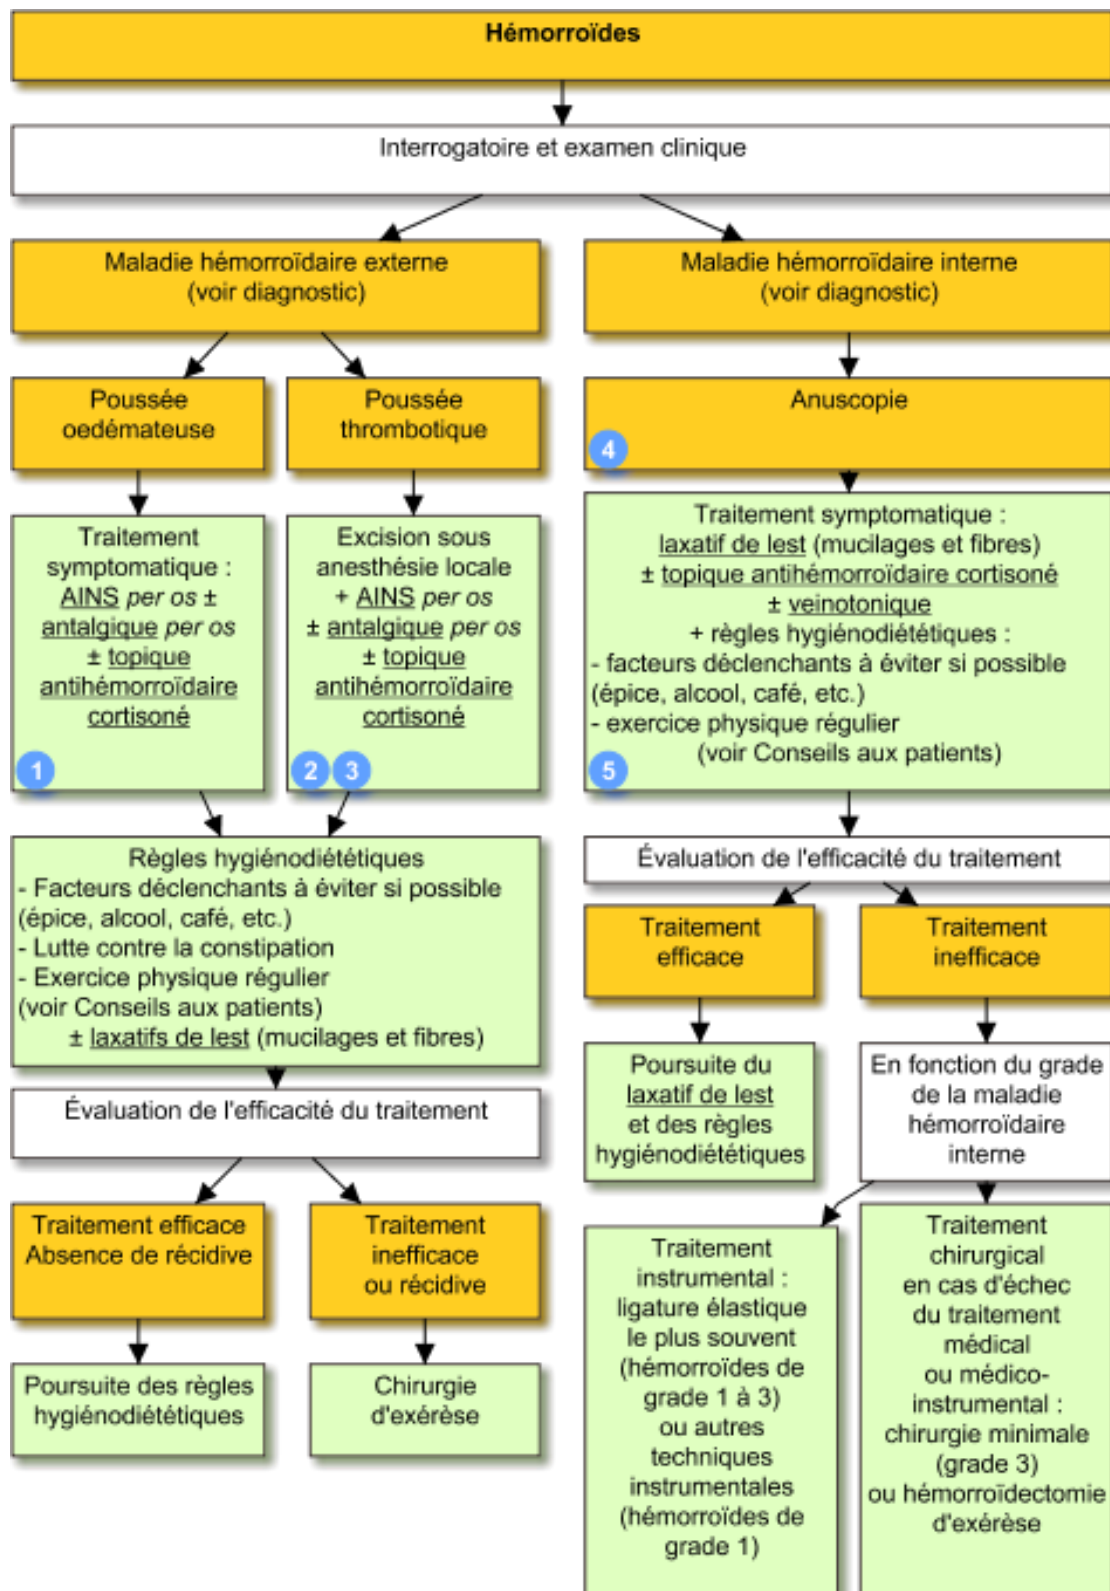 Hémorroïdes
Interrogatoire et examen clinique
Maladie hémorroïdaire externe
(voir diagnostic)
Poussée
oedémateuse
Poussée
thrombotique
Traitement
symptomatique :
AINS per os ±
antalgique per os
± topique
antihémorroïdaire
cortisoné
1
Excision sous
anesthésie locale
+ AINS per os
± antalgique per os
± topique
antihémorroïdaire
cortisoné
2 3
Règles hygiénodiététiques
- Facteurs déclenchants à éviter si possible
(épice, alcool, café, etc.)
- Lutte contre la constipation
- Exercice physique régulier
(voir Conseils aux patients)
± laxatifs de lest (mucilages et fibres)
Évaluation de l'efficacité du traitement
Traitement efficace
Absence de récidive
Traitement
inefficace
ou récidive
Poursuite des règles
hygiénodiététiques
Chirurgie
d'exérèse
Maladie hémorroïdaire interne
(voir diagnostic)
Anuscopie
4
Traitement symptomatique :
laxatif de lest (mucilages et fibres)
± topique antihémorroïdaire cortisoné
± veinotonique
+ règles hygiénodiététiques :
- facteurs déclenchants à éviter si possible
(épice, alcool, café, etc.)
- exercice physique régulier
(voir Conseils aux patients)
5
Évaluation de l'efficacité du traitement
Traitement
efficace
Traitement
inefficace
Poursuite du
laxatif de lest
et des règles
hygiénodiététiques
En fonction du grade
de la maladie
hémorroïdaire
interne
Traitement
instrumental :
ligature élastique
le plus souvent
(hémorroïdes de
grade 1 à 3)
ou autres
techniques
instrumentales
(hémorroïdes de
grade 1)
Traitement
chirurgical
en cas d'échec
du traitement
médical
ou médico-
instrumental :
chirurgie minimale
(grade 3)
ou hémorroïdectomie
d'exérèse